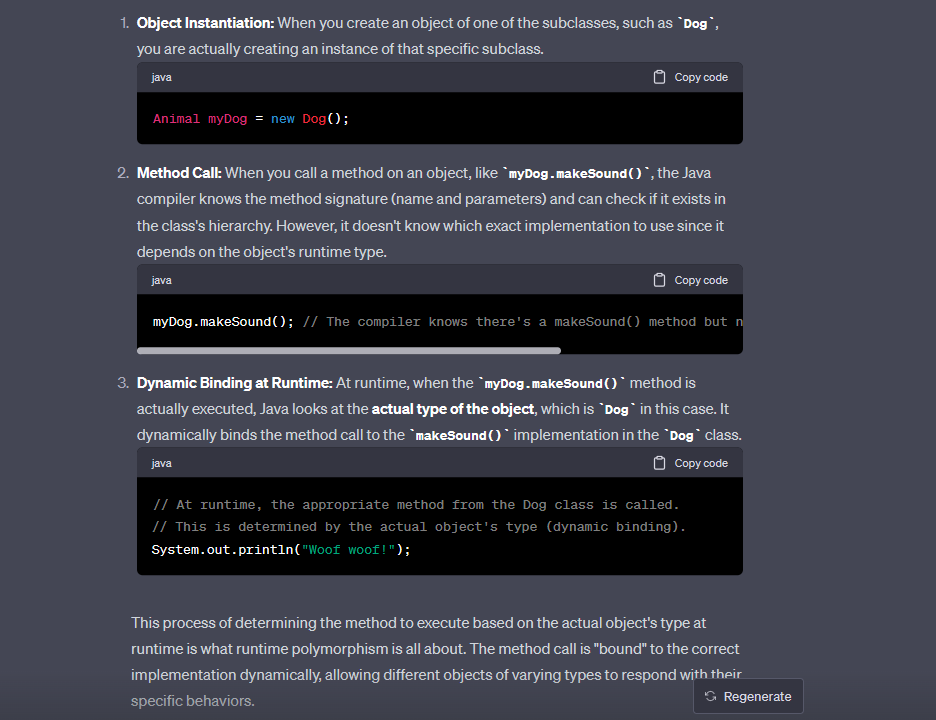 1. Object Instantiation: When you create an object of one of the subclasses, such as `Dog`,
you are actually creating an instance of that specific subclass.
java Copy code
Animal myDog = new Dog();
2. Method Call: When you call a method on an object, like `myDog.makeSound()`, the Java
compiler knows the method signature (name and parameters) and can check if it exists in
the class's hierarchy. However, it doesn't know which exact implementation to use since it
depends on the object's runtime type.
java Copy code
myDog.makeSound(); // The compiler knows there's a makeSound() method but n
3. Dynamic Binding at Runtime: At runtime, when the `myDog.makeSound()` method is
actually executed, Java looks at the actual type of the object, which is `Dog` in this case. It
dynamically binds the method call to the `makeSound()` implementation in the `Dog` class.
java Copy code
// At runtime, the appropriate method from the Dog class is called.
// This is determined by the actual object's type (dynamic binding).
System.out.println("Woof woof!");
This process of determining the method to execute based on the actual object's type at
runtime is what runtime polymorphism is all about. The method call is "bound" to the correct
implementation dynamically, allowing different objects of varying types to respond with their
specific behaviors.
Regenerate